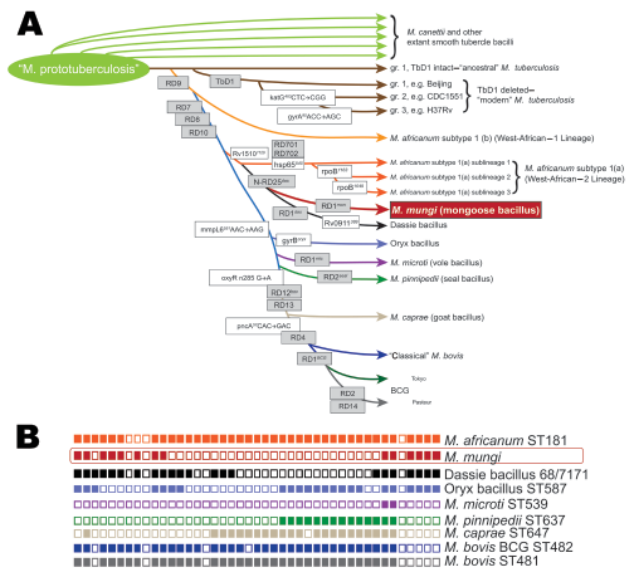 A
M. canettii and other
extant smooth tubercle bacilli
"M. prototuberculosis"
gr. 1, TbD1 intact–"ancestral" M. tuberculosis
RD9
TbD1
gr. 1, e.g. Beijing
gr. 2, e.g. CDC1551
gr. 3, e.g. H37Rv
TbD1 deleted–
"modern" M. tuberculosis
RD7
RD8
RD10
M. africanum subtype 1 (b) (West-African–1 Lineage)
RD701
RD702
M. africanum subtype 1(a) sublineage 1
M. africanum subtype 1(a) sublineage 2
M. africanum subtype 1(a) sublineage 3
M. africanum subtype 1(a)
(West-African–2 Lineage)
M. mungi (mongoose bacillus)
Dassie bacillus
Oryx bacillus
M. microti (vole bacillus)
M. pinnipedii (seal bacillus)
oxyR n285 G→A
RD13
M. caprae (goat bacillus)
RD4
"Classical" M. bovis
Tokyo
BCG
RD2
RD14
Pasteur
B
M. africanum ST181
M. mungi
Dassie bacillus 68/7171
Oryx bacillus ST587
M. microti ST539
M. pinnipedii ST637
M. caprae ST647
M. bovis BCG ST482
M. bovis ST481